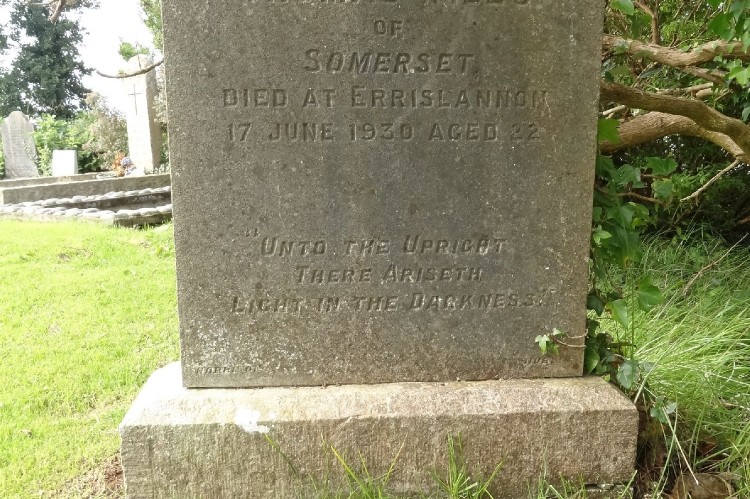 OF
SOMERSET,
DIED AT ERRISLANNON
17 JUNE 1930 AGED 22
"UNTO THE UPRIGHT
THERE ARISETH
LIGHT IN THE DARKNESS."